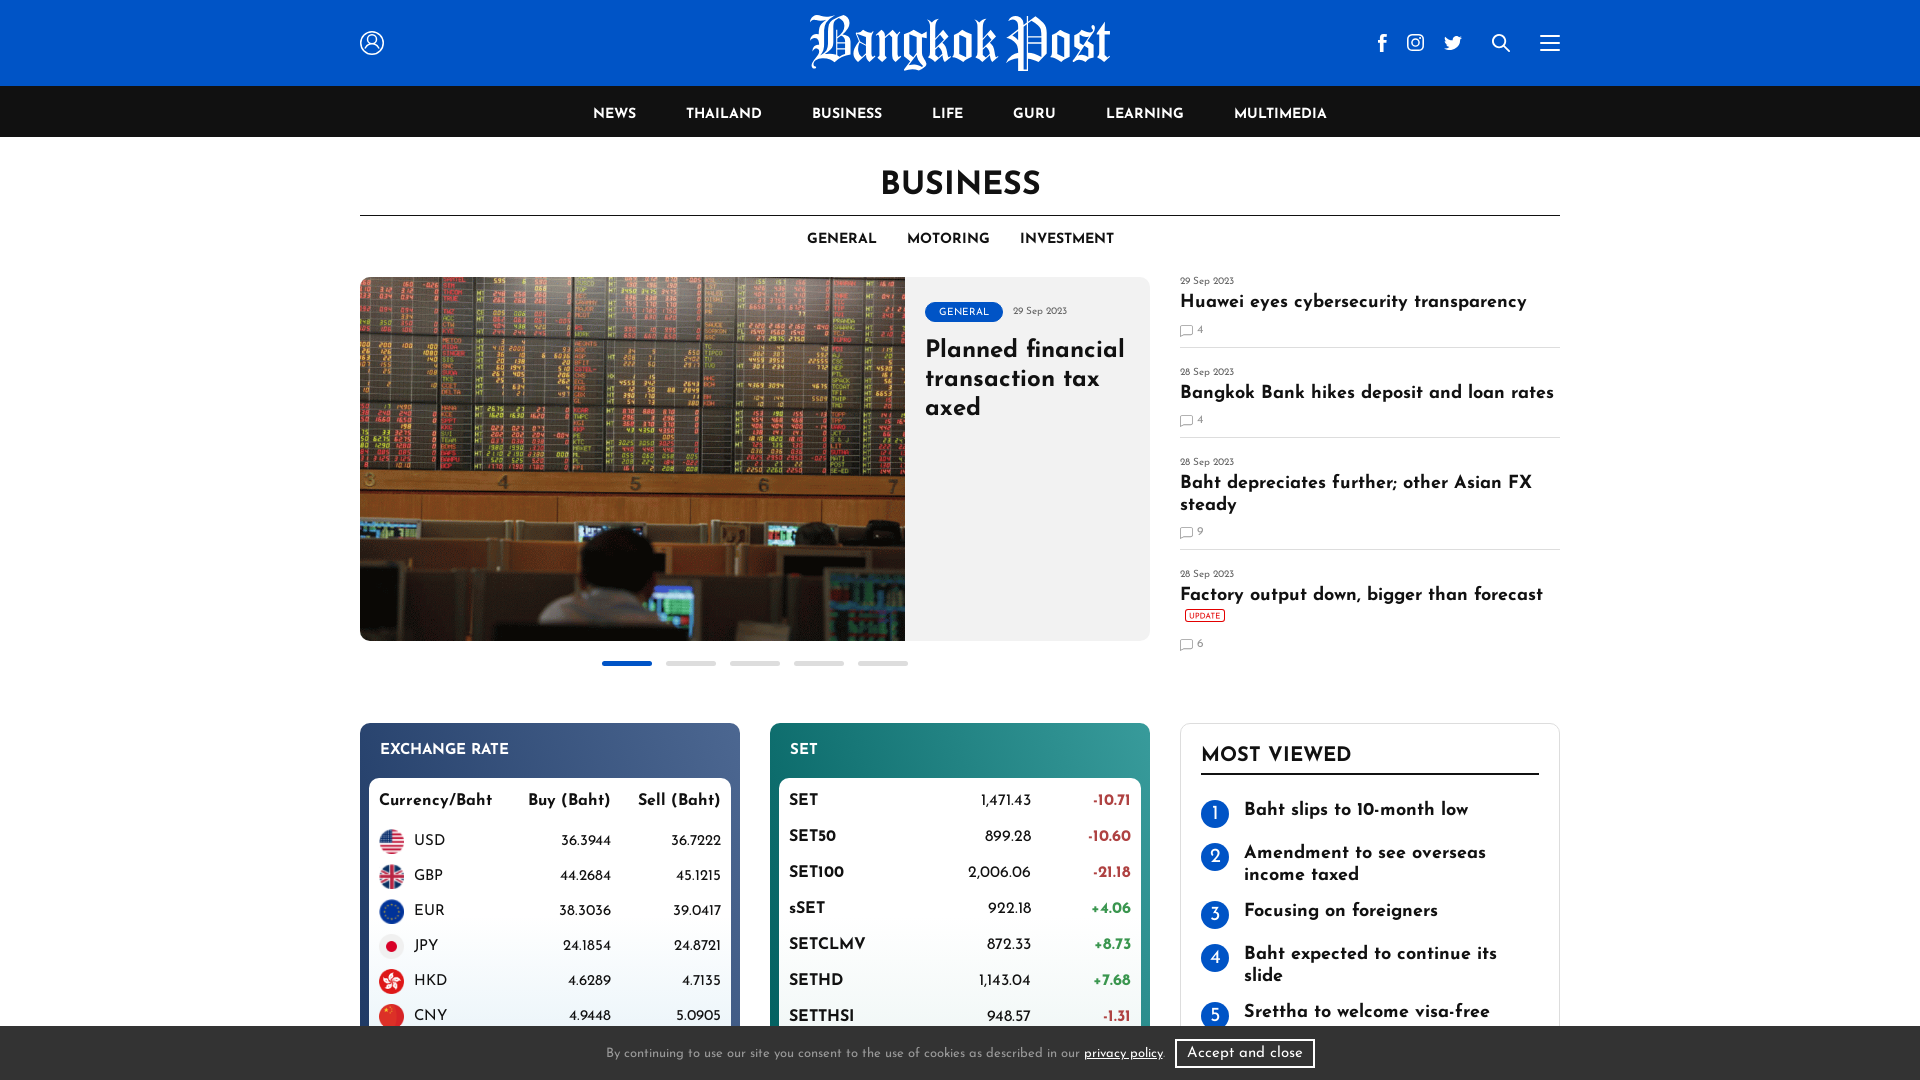 Bangkok Post
NEWS THAILAND BUSINESS LIFE GURU LEARNING MULTIMEDIA
BUSINESS
GENERAL MOTORING INVESTMENT
GENERAL 29 Sep 2023
Planned financial
transaction tax
axed
3 4 5 6 7
29 Sep 2023
Huawei eyes cybersecurity transparency
4
28 Sep 2023
Bangkok Bank hikes deposit and loan rates
4
28 Sep 2023
Baht depreciates further; other Asian FX
steady
9
28 Sep 2023
Factory output down, bigger than forecast
UPDATE
6
EXCHANGE RATE
Currency/Baht Buy (Baht) Sell (Baht)
USD 36.3944 36.7222
GBP 44.2684 45.1215
EUR 38.3036 39.0417
JPY 24.1854 24.8721
HKD 4.6289 4.7135
CNY 4.9448 5.0905
SET
SET 1,471.43 -10.71
SET50 899.28 -10.60
SET100 2,006.06 -21.18
sSET 922.18 +4.06
SETCLMV 872.33 +8.73
SETHD 1,143.04 +7.68
SETTHSI 948.57 -1.31
MOST VIEWED
1 Baht slips to 10-month low
2 Amendment to see overseas
income taxed
3 Focusing on foreigners
4 Baht expected to continue its
slide
5 Srettha to welcome visa-free
By continuing to use our site you consent to the use of cookies as described in our privacy policy. Accept and close